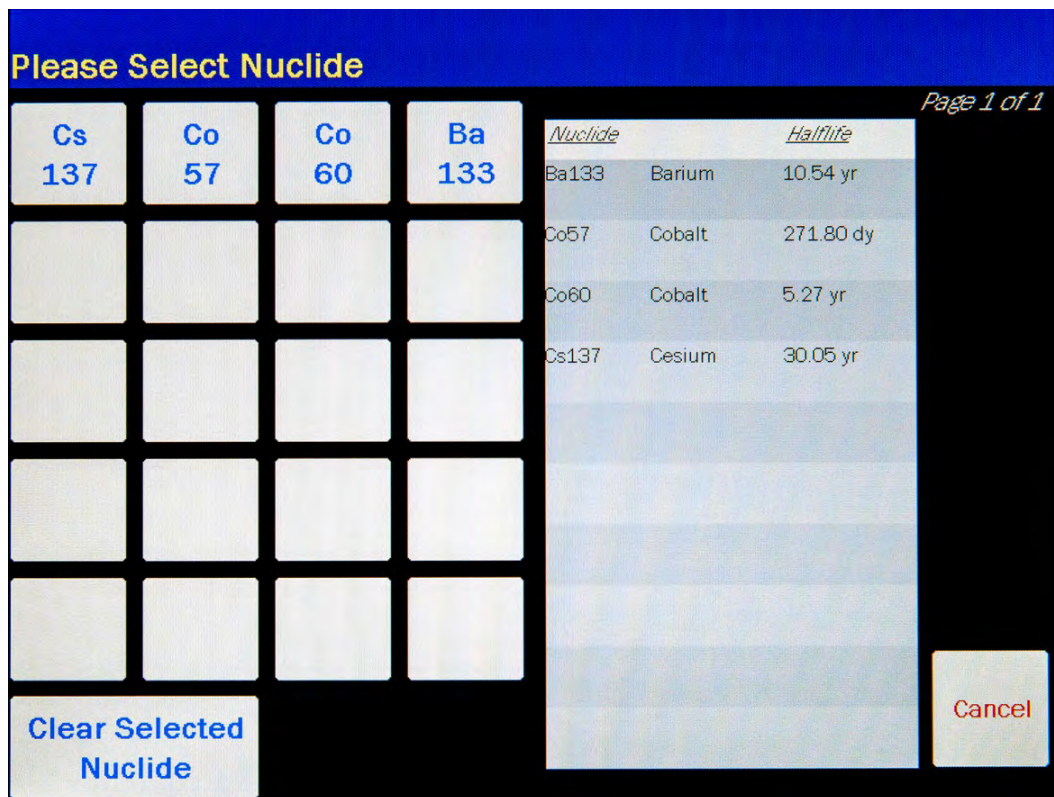 Please Select Nuclide
Page 1 of 1
Cs
137
Co
57
Co
60
Ba
133
Nuclide Halflife
Ba133 Barium 10.54 yr
Co57 Cobalt 271.80 dy
Co60 Cobalt 5.27 yr
Cs137 Cesium 30.05 yr
Clear Selected
Nuclide
Cancel